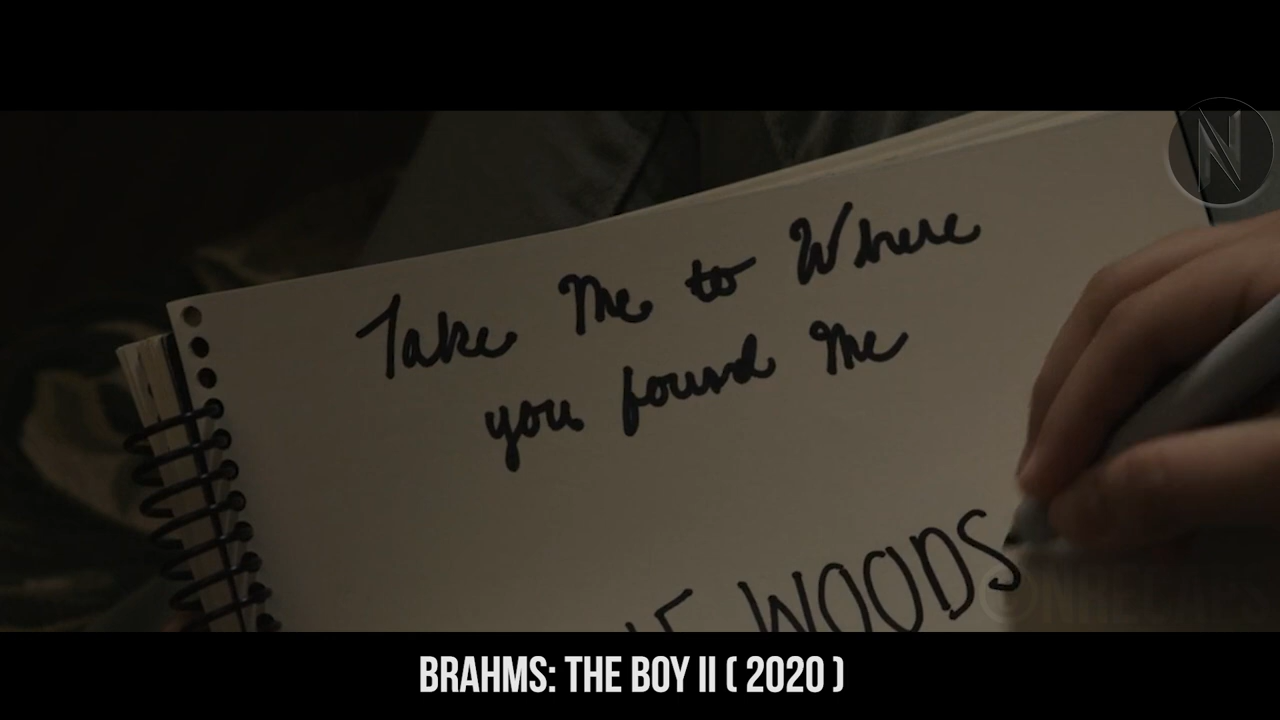 N
Take Me to Where
you found Me
WOODS
BRAHMS: THE BOY II ( 2020 )